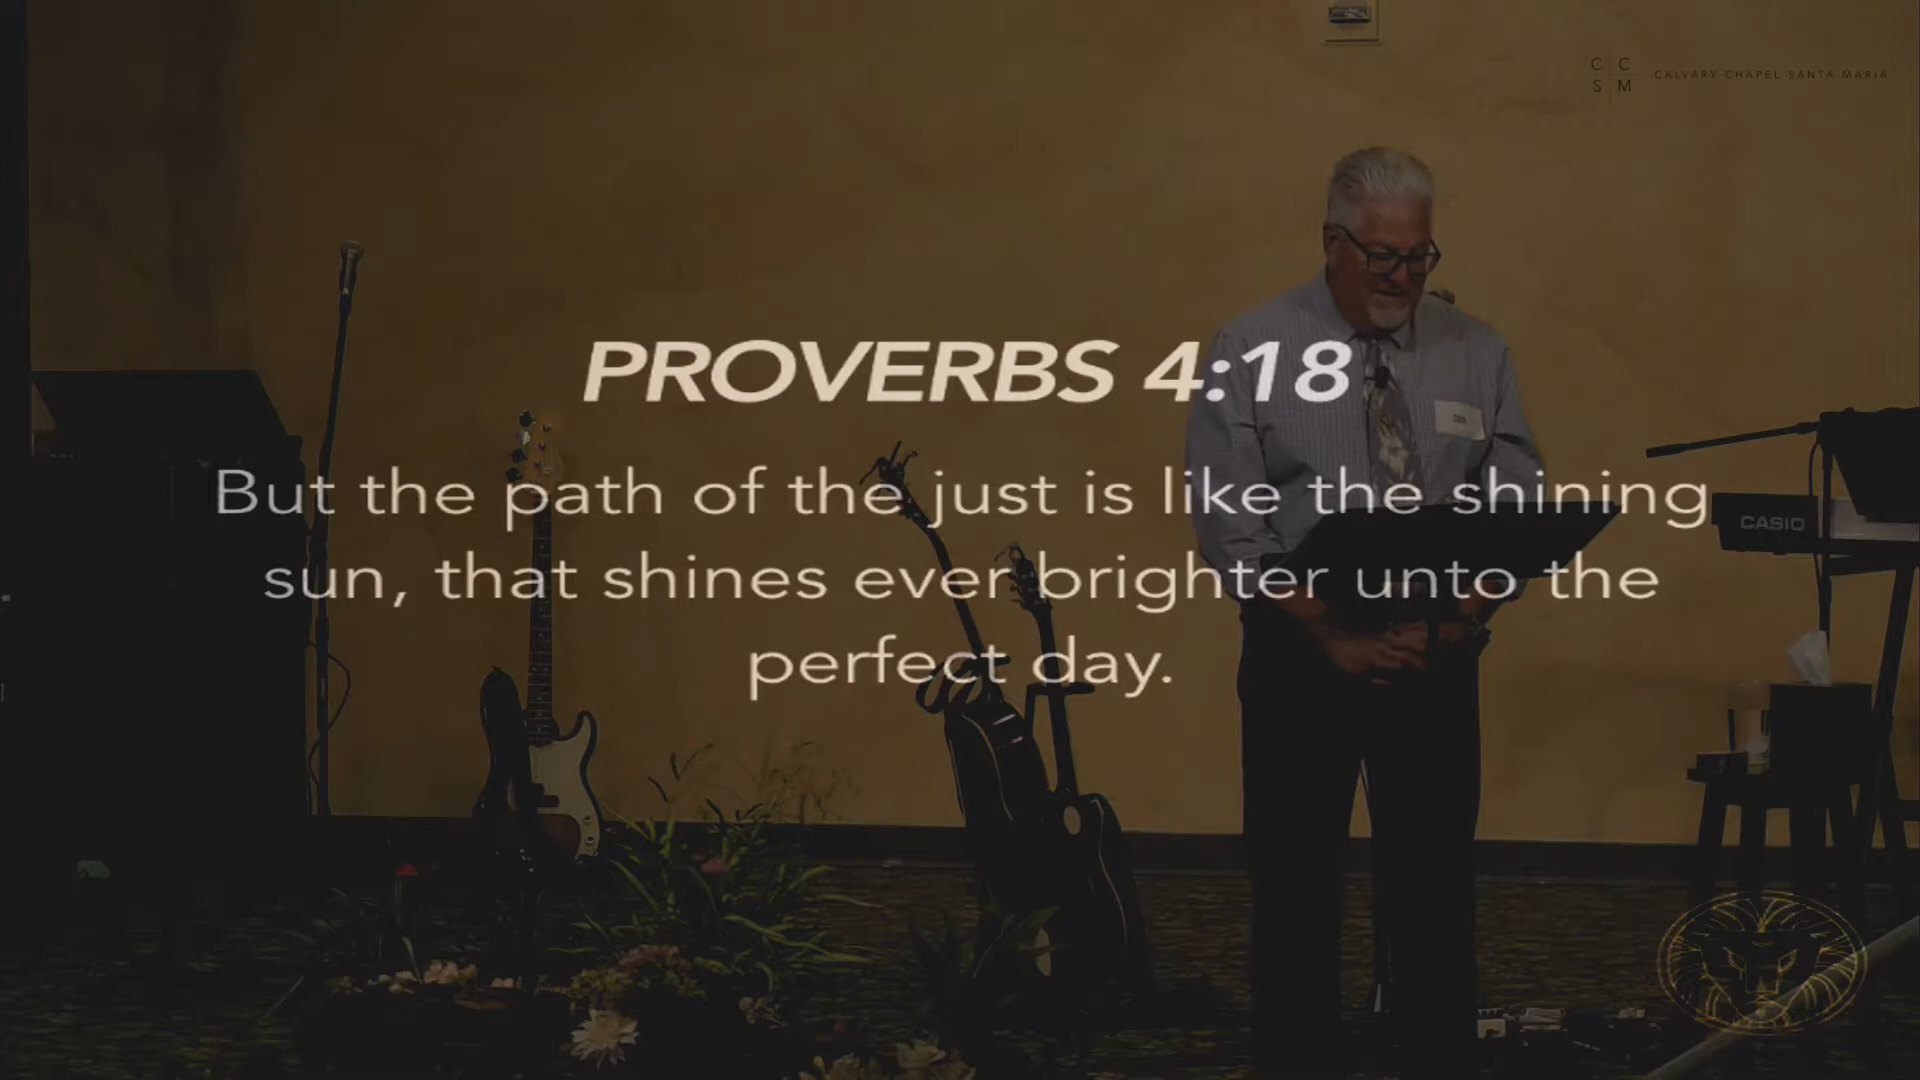 C C
S M
CALVARY CHAPEL SANTA MARIA
PROVERBS 4:18
But the path of the just is like the shining
sun, that shines ever brighter unto the
perfect day.
CASIO